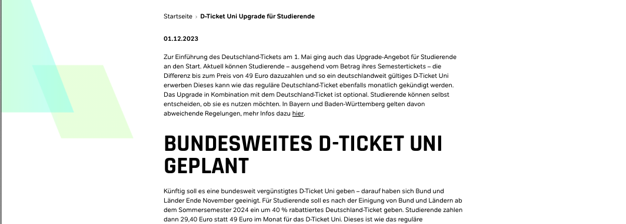 Startseite › D-Ticket Uni Upgrade für Studierende
01.12.2023
Zur Einführung des Deutschland-Tickets am 1. Mai ging auch das Upgrade-Angebot für Studierende
an den Start. Aktuell können Studierende – ausgehend vom Betrag ihres Semestertickets – die
Differenz bis zum Preis von 49 Euro dazuzahlen und so ein deutschlandweit gültiges D-Ticket Uni
erwerben Dieses kann wie das reguläre Deutschland-Ticket ebenfalls monatlich gekündigt werden.
Das Upgrade in Kombination mit dem Deutschland-Ticket ist optional. Studierende können selbst
entscheiden, ob sie es nutzen möchten. In Bayern und Baden-Württemberg gelten davon
abweichende Regelungen, mehr Infos dazu hier.
BUNDESWEITES D-TICKET UNI
GEPLANT
Künftig soll es eine bundesweit vergünstigtes D-Ticket Uni geben – darauf haben sich Bund und
Länder Ende November geeinigt. Für Studierende soll es nach der Einigung von Bund und Ländern ab
dem Sommersemester 2024 ein um 40 % rabattiertes Deutschland-Ticket geben. Studierende zahlen
dann 29,40 Euro statt 49 Euro im Monat für das D-Ticket Uni. Dieses ist wie das reguläre